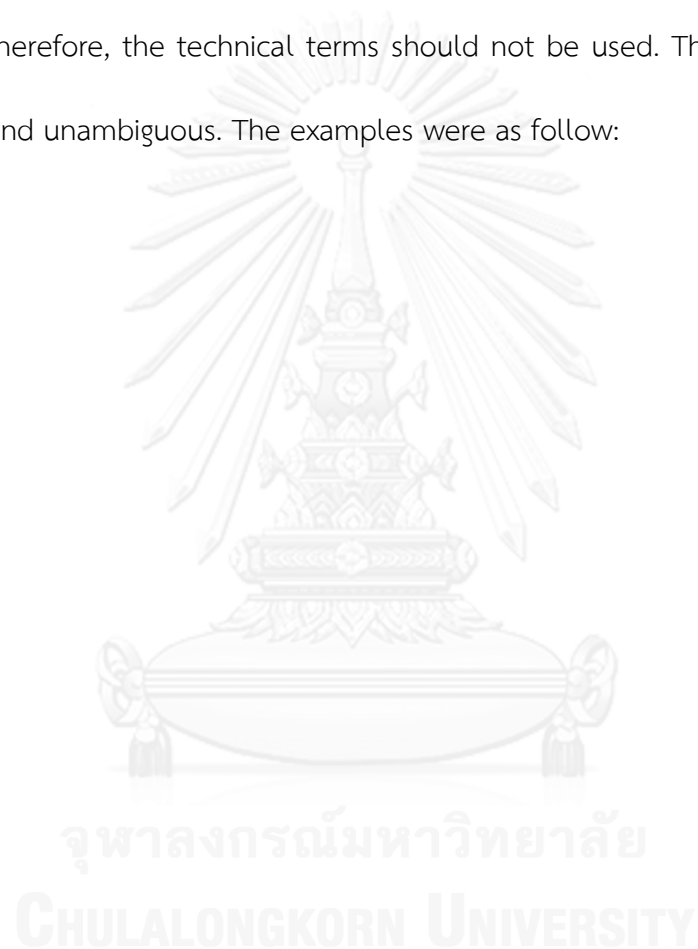 herefore, the technical terms should not be used. Th
nd unambiguous. The examples were as follow:
จุฬาลงกรณ์มหาวิทยาลัย
CHULALONGKORN UNIVERSITY